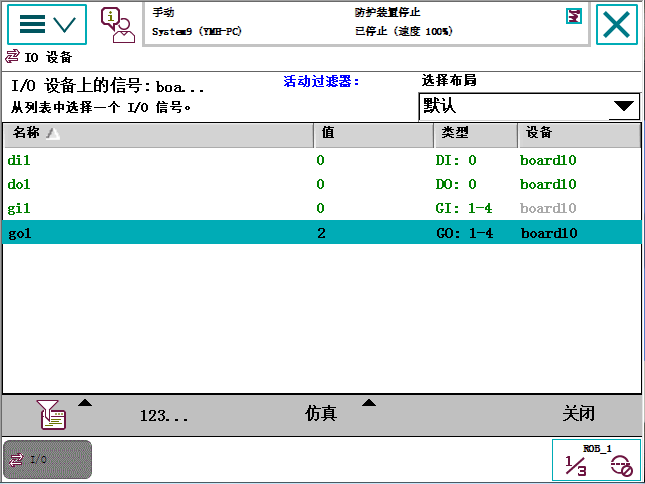 手动
System9 (YMH-PC)
防护装置停止
已停止 (速度 100%)
IO 设备
I/O 设备上的信号: boa...
活动过滤器:
选择布局
从列表中选择一个 I/O 信号。
默认
名称 值 类型 设备
di1 0 DI: 0 board10
do1 0 DO: 0 board10
gi1 0 GI: 1-4 board10
go1 2 GO: 1-4 board10
123... 仿真 关闭
I/O
ROB_1
1/3